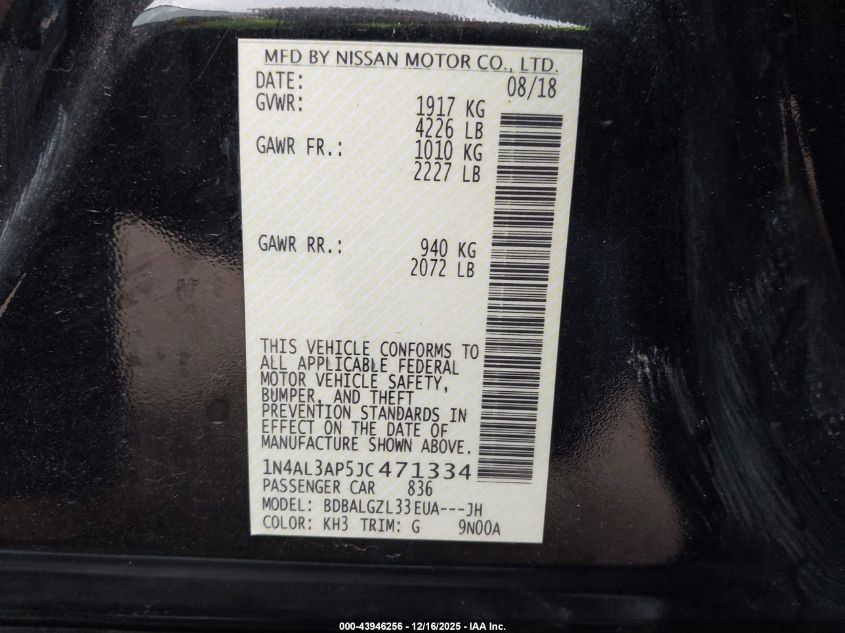 MFD BY NISSAN MOTOR CO., LTD.
DATE: 08/18
GVWR: 1917 KG
4226 LB
GAWR FR.: 1010 KG
2227 LB
GAWR RR.: 940 KG
2072 LB
THIS VEHICLE CONFORMS TO
ALL APPLICABLE FEDERAL
MOTOR VEHICLE SAFETY,
BUMPER, AND THEFT
PREVENTION STANDARDS IN
EFFECT ON THE DATE OF
MANUFACTURE SHOWN ABOVE.
1N4AL3AP5JC471334
PASSENGER CAR 836
MODEL: BDBALGZL33EUA---JH
COLOR: KH3 TRIM: G 9N00A
000-43946256 - 12/16/2025 - IAA Inc.